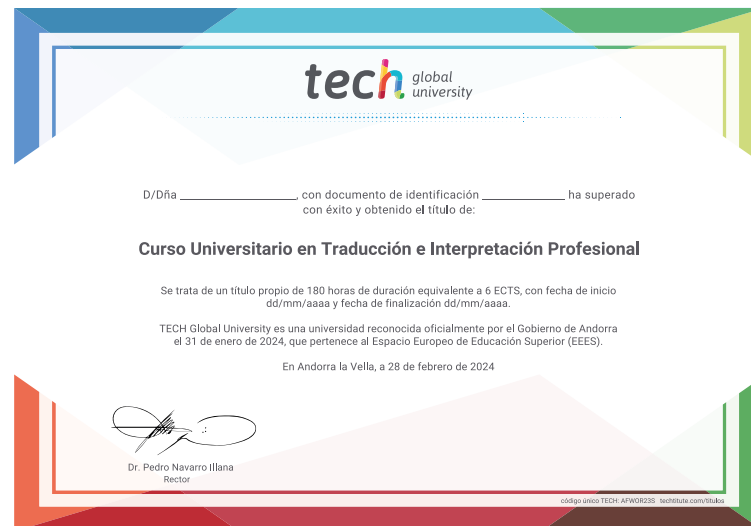 tech global university
D/Dña ______________, con documento de identificación __________ ha superado
con éxito y obtenido el título de:
Curso Universitario en Traducción e Interpretación Profesional
Se trata de un título propio de 180 horas de duración equivalente a 6 ECTS, con fecha de inicio
dd/mm/aaaa y fecha de finalización dd/mm/aaaa.
TECH Global University es una universidad reconocida oficialmente por el Gobierno de Andorra
el 31 de enero de 2024, que pertenece al Espacio Europeo de Educación Superior (EEES).
En Andorra la Vella, a 28 de febrero de 2024
Dr. Pedro Navarro Illana
Rector
código único TECH: AFWOR23S techtitute.com/titulos